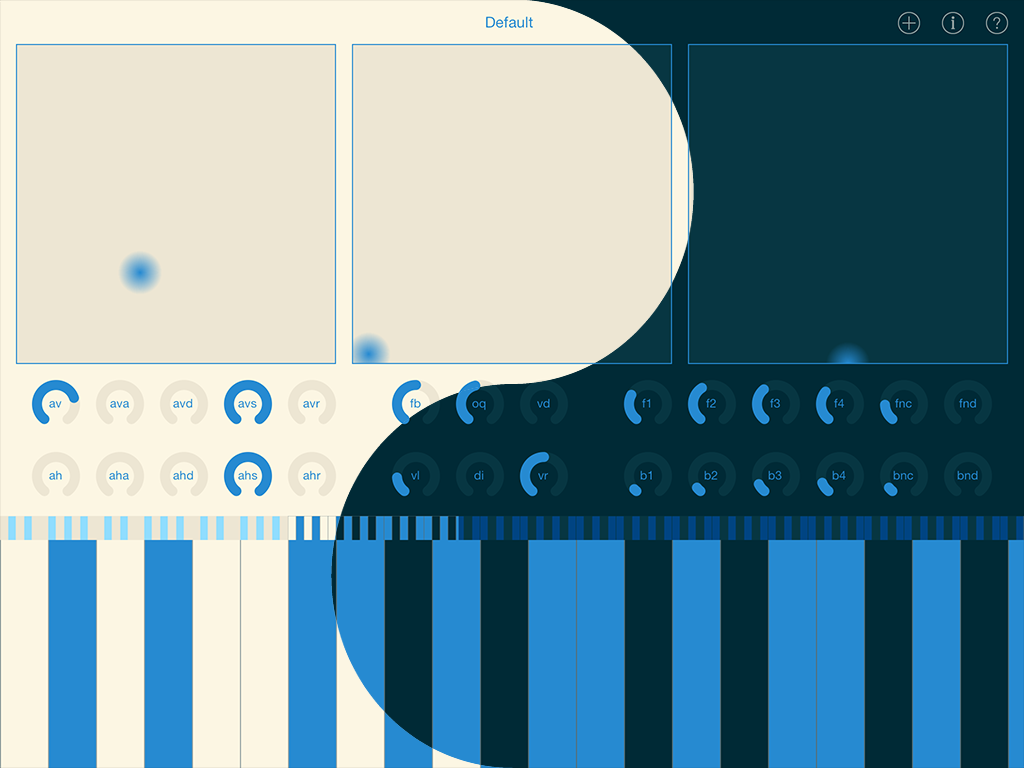 Default
+ i ?
av ava avd avs avr fb oq vd f1 f2 f3 f4 fnc fnd
ah aha ahd ahs ahr vl di vr b1 b2 b3 b4 bnc bnd